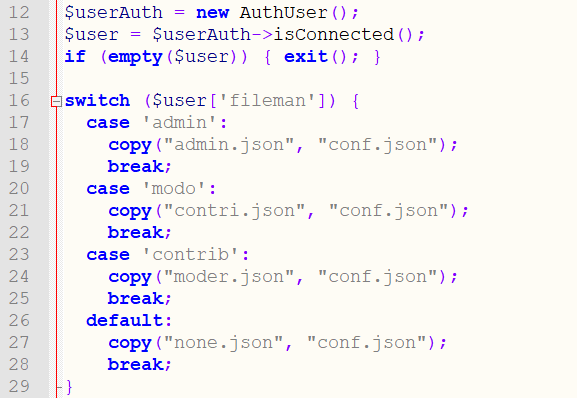 12 $userAuth = new AuthUser();
13 $user = $userAuth->isConnected();
14 if (empty($user)) { exit(); }
15
16 switch ($user['fileman']) {
17   case 'admin':
18     copy("admin.json", "conf.json");
19     break;
20   case 'modo':
21     copy("contri.json", "conf.json");
22     break;
23   case 'contrib':
24     copy("moder.json", "conf.json");
25     break;
26   default:
27     copy("none.json", "conf.json");
28     break;
29 }